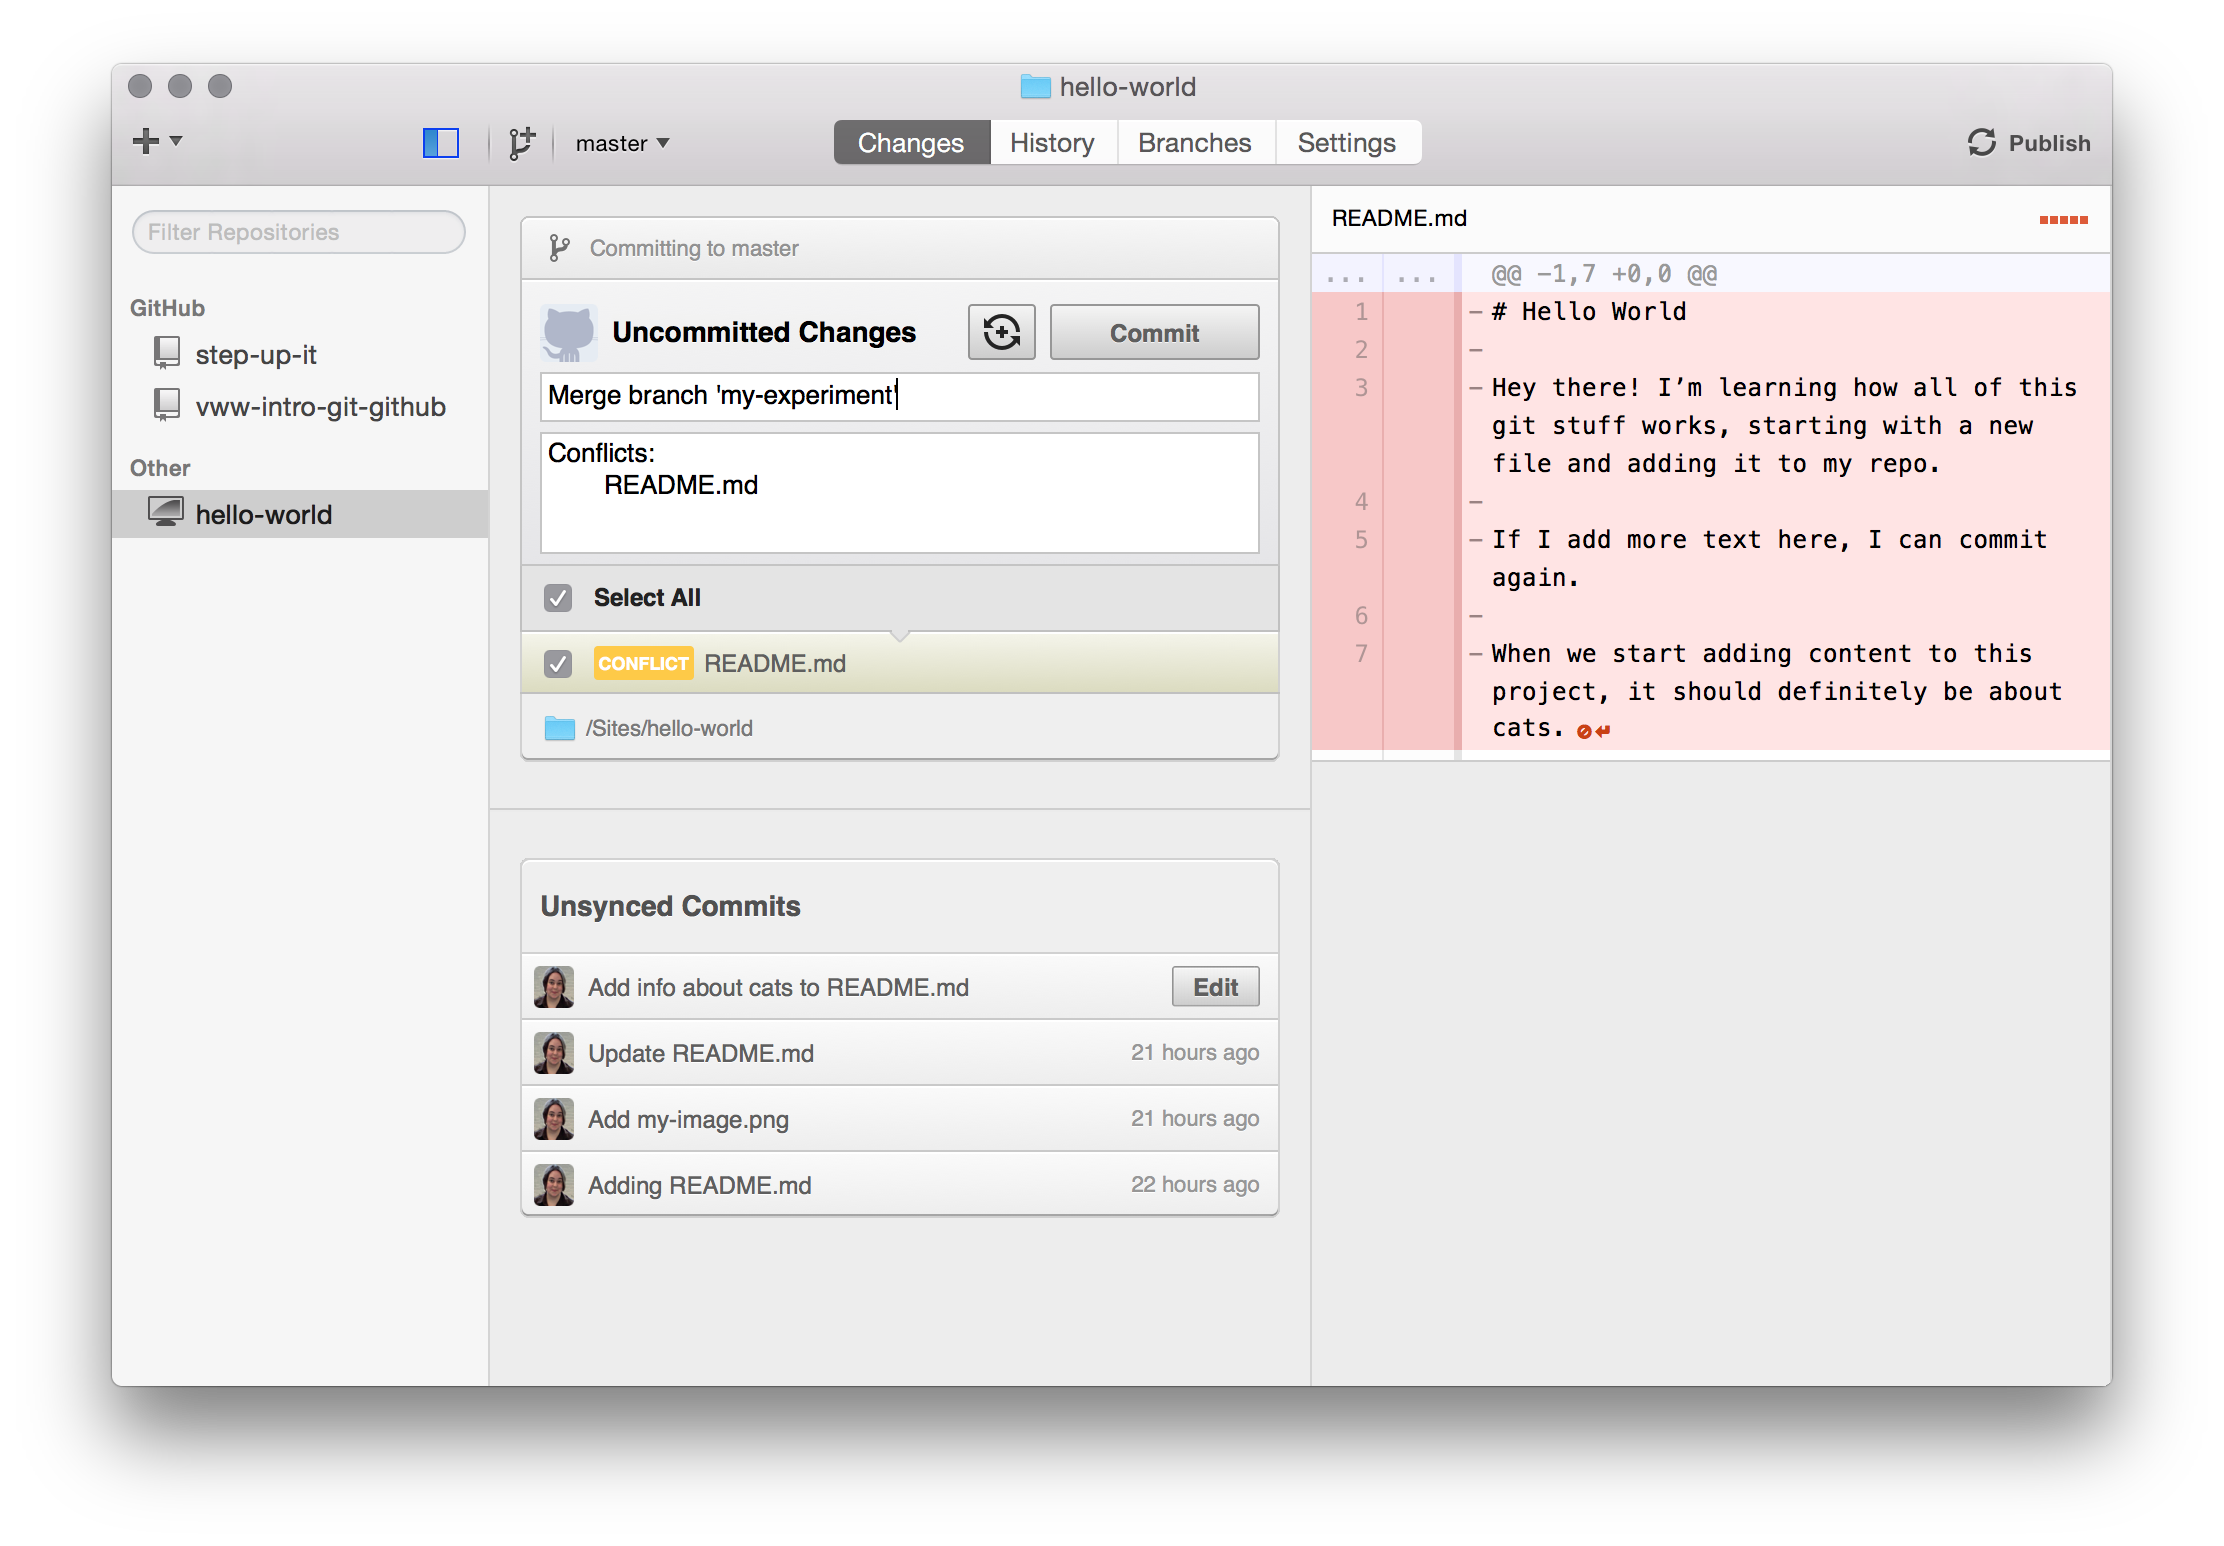 hello-world
master
Changes
History
Branches
Settings
Publish
Filter Repositories
GitHub
step-up-it
vww-intro-git-github
Other
hello-world
Committing to master
Uncommitted Changes
Commit
Merge branch 'my-experiment'
Conflicts:
README.md
Select All
CONFLICT README.md
/Sites/hello-world
Unsynced Commits
Add info about cats to README.md
Edit
Update README.md
21 hours ago
Add my-image.png
21 hours ago
Adding README.md
22 hours ago
README.md
... ... @@ -1,7 +0,0 @@
1 – # Hello World
2 –
3 – Hey there! I’m learning how all of this
git stuff works, starting with a new
file and adding it to my repo.
4 –
5 – If I add more text here, I can commit
again.
6 –
7 – When we start adding content to this
project, it should definitely be about
cats.